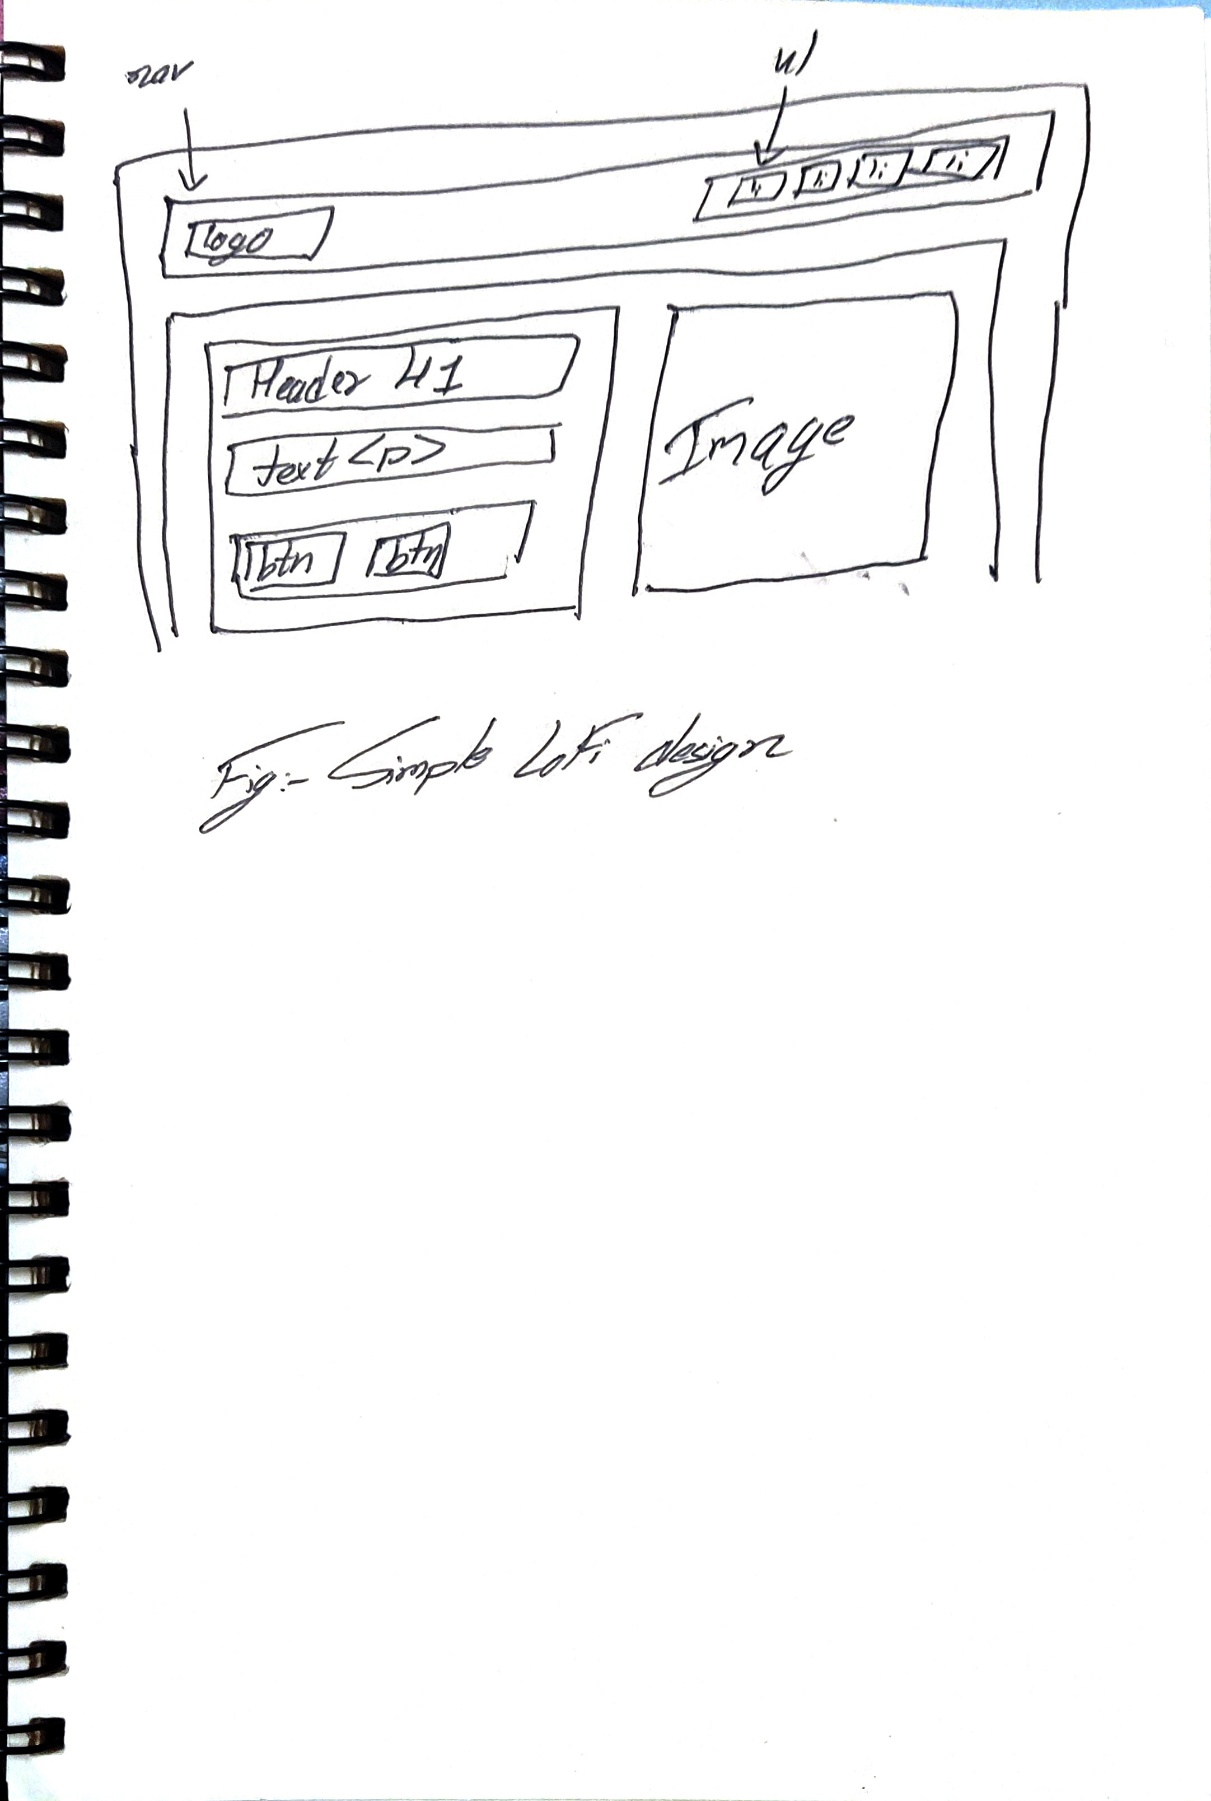 nav
ul
logo
li li li li
Header H1
text <p>
btn btn
Image
Fig:- Simple LoFi design